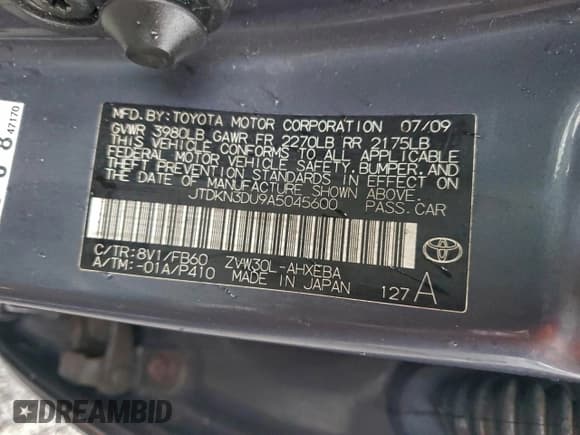 MFD.BY:TOYOTA MOTOR CORPORATION 07/09
GVWR 3980LB GAWR FR 2270LB RR 2175LB
THIS VEHICLE CONFORMS TO ALL APPLICABLE
FEDERAL MOTOR VEHICLE SAFETY,BUMPER,AND
THEFT PREVENTION STANDARDS IN EFFECT ON
THE DATE OF MANUFACTURE SHOWN ABOVE.
JTDKN3DU9A5045600 PASS.CAR
C/TR:8V1/FB60 ZVW30L-AHXEBA
A/TM:-01A/P410 MADE IN JAPAN
127A
TOYOTA
47170
DREAMBID